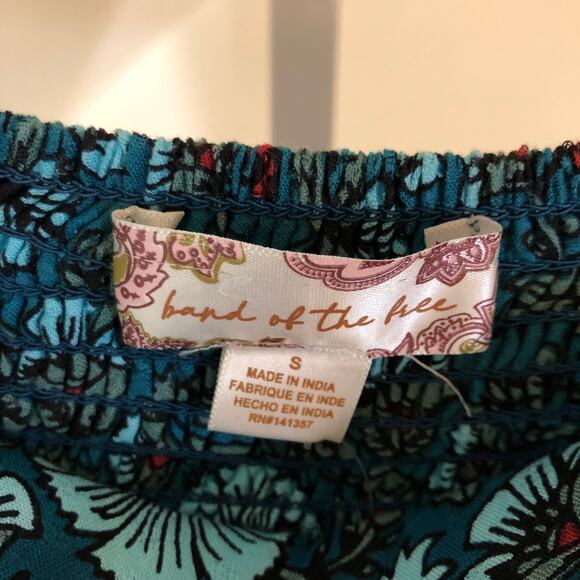 band of the free
S
MADE IN INDIA
FABRIQUE EN INDE
HECHO EN INDIA
RN#141357